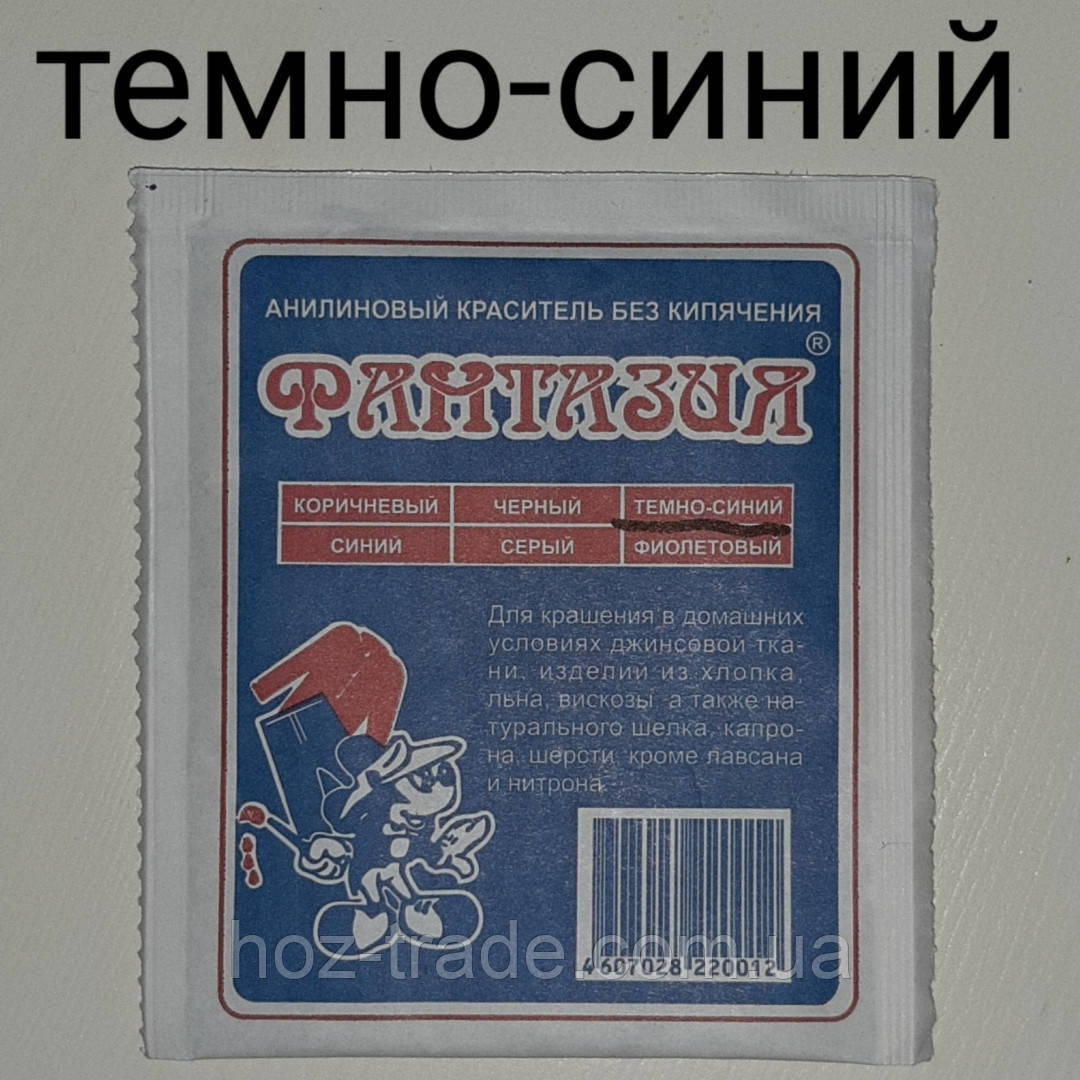 темно-синий
АНИЛИНОВЫЙ КРАСИТЕЛЬ БЕЗ КИПЯЧЕНИЯ
ФАНТАЗИЯ®
КОРИЧНЕВЫЙ ЧЕРНЫЙ ТЕМНО-СИНИЙ
СИНИЙ СЕРЫЙ ФИОЛЕТОВЫЙ
Для крашения в домашних
условиях джинсовой тка-
ни, изделий из хлопка,
льна, вискозы а также на-
турального шелка, капро-
на, шерсти, кроме лавсана
и нитрона.
hoz-trade.com.ua
4 607028 220012